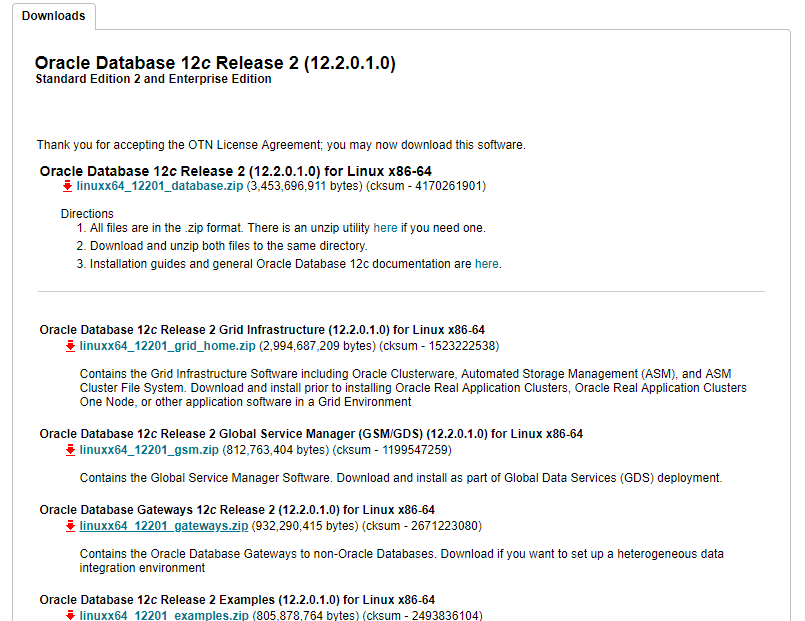 Downloads
Oracle Database 12c Release 2 (12.2.0.1.0)
Standard Edition 2 and Enterprise Edition
Thank you for accepting the OTN License Agreement; you may now download this software.
Oracle Database 12c Release 2 (12.2.0.1.0) for Linux x86-64
linuxx64_12201_database.zip (3,453,696,911 bytes) (cksum - 4170261901)
Directions
1. All files are in the .zip format. There is an unzip utility here if you need one.
2. Download and unzip both files to the same directory.
3. Installation guides and general Oracle Database 12c documentation are here.
Oracle Database 12c Release 2 Grid Infrastructure (12.2.0.1.0) for Linux x86-64
linuxx64_12201_grid_home.zip (2,994,687,209 bytes) (cksum - 1523222538)
Contains the Grid Infrastructure Software including Oracle Clusterware, Automated Storage Management (ASM), and ASM
Cluster File System. Download and install prior to installing Oracle Real Application Clusters, Oracle Real Application Clusters
One Node, or other application software in a Grid Environment
Oracle Database 12c Release 2 Global Service Manager (GSM/GDS) (12.2.0.1.0) for Linux x86-64
linuxx64_12201_gsm.zip (812,763,404 bytes) (cksum - 1199547259)
Contains the Global Service Manager Software. Download and install as part of Global Data Services (GDS) deployment.
Oracle Database Gateways 12c Release 2 (12.2.0.1.0) for Linux x86-64
linuxx64_12201_gateways.zip (932,290,415 bytes) (cksum - 2671223080)
Contains the Oracle Database Gateways to non-Oracle Databases. Download if you want to set up a heterogeneous data
integration environment
Oracle Database 12c Release 2 Examples (12.2.0.1.0) for Linux x86-64
linuxx64_12201_examples.zip (805,878,764 bytes) (cksum - 2493836104)